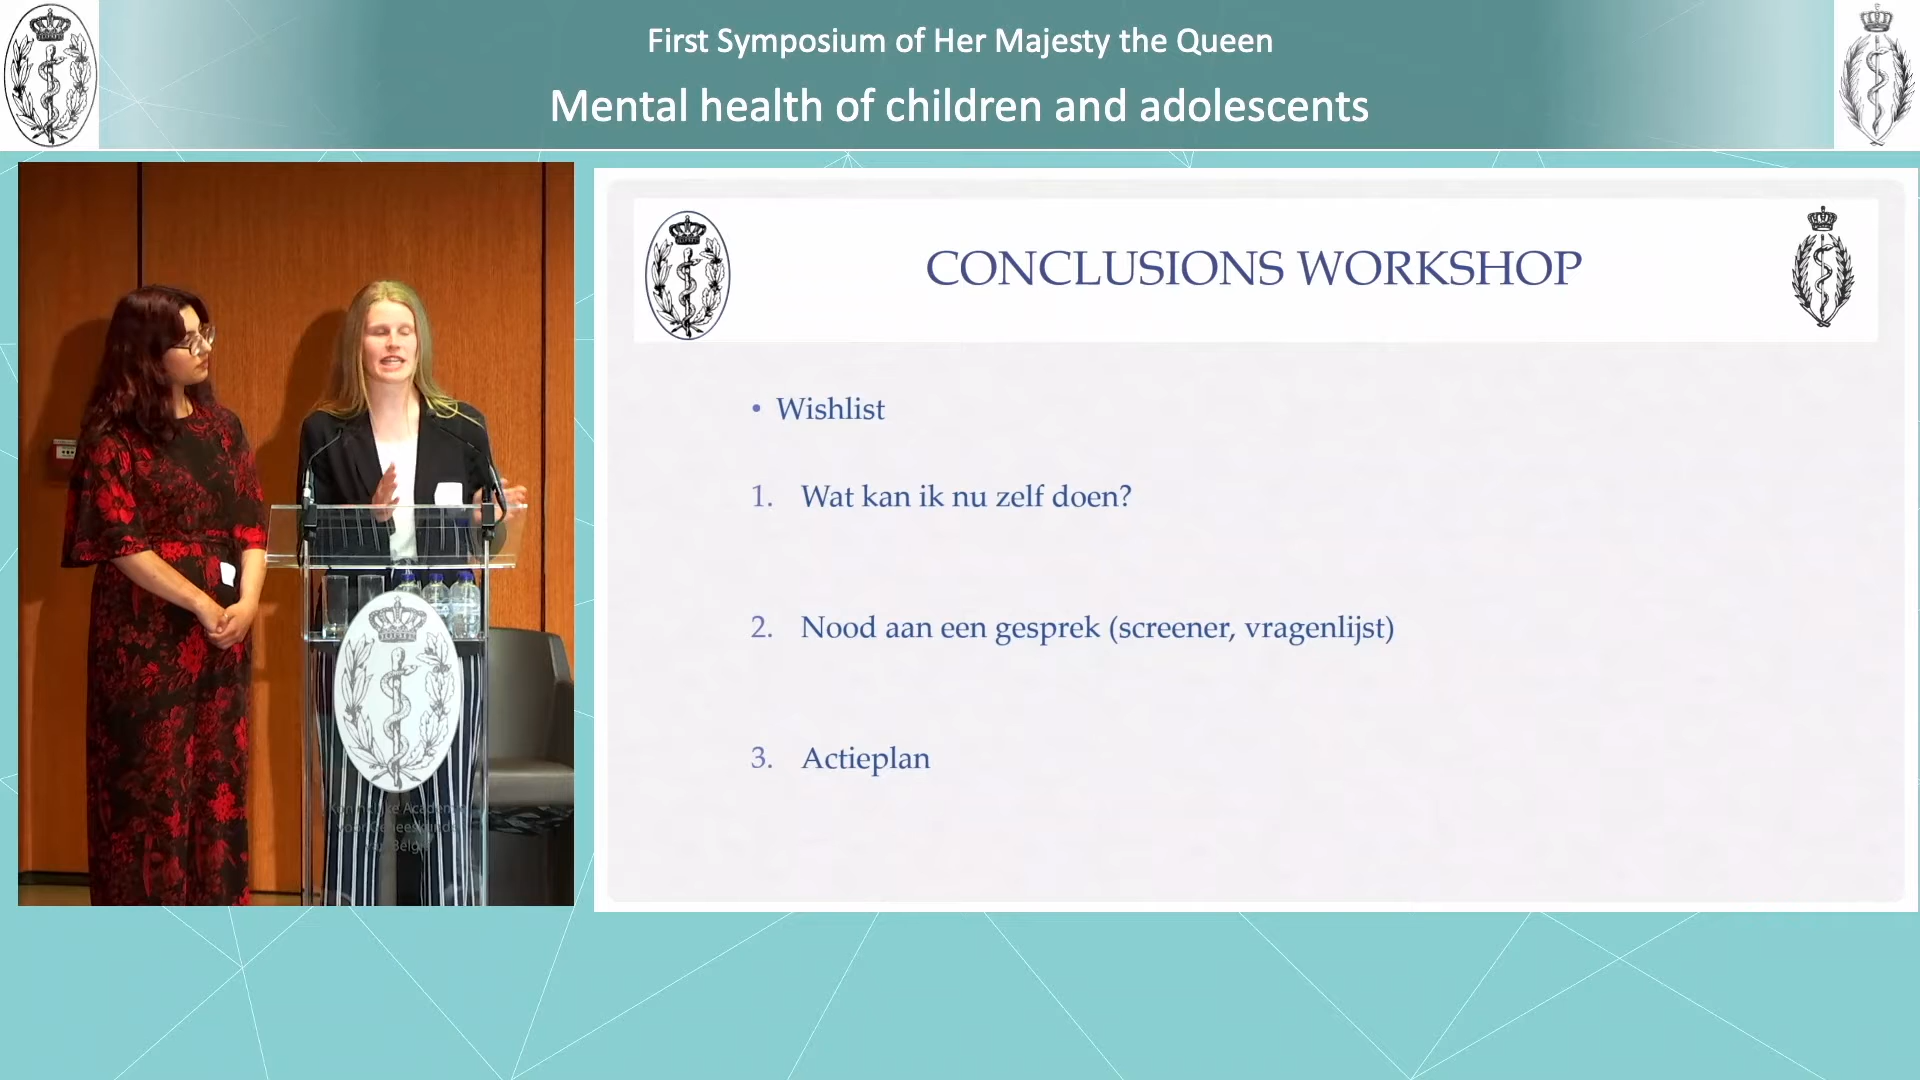 First Symposium of Her Majesty the Queen
Mental health of children and adolescents
CONCLUSIONS WORKSHOP
• Wishlist
1. Wat kan ik nu zelf doen?
2. Nood aan een gesprek (screener, vragenlijst)
3. Actieplan